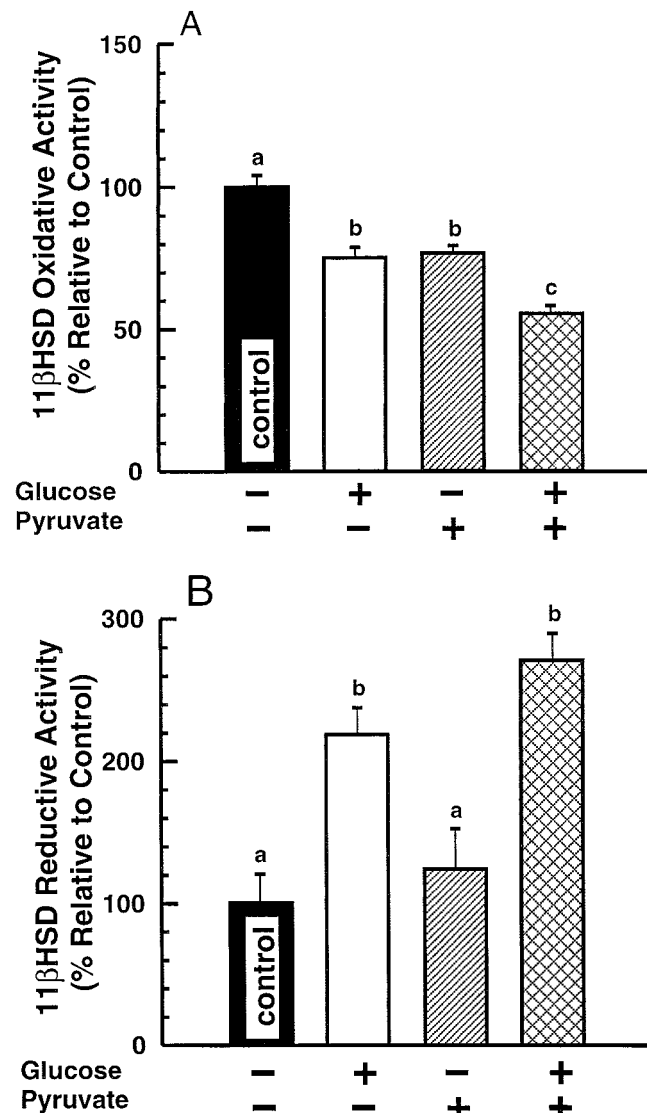 A
11βHSD Oxidative Activity
(% Relative to Control)
150
100
50
0
a
b
b
c
control
Glucose − + − +
Pyruvate − − + +
B
11βHSD Reductive Activity
(% Relative to Control)
300
200
100
0
a
b
a
b
control
Glucose − + − +
Pyruvate − − + +